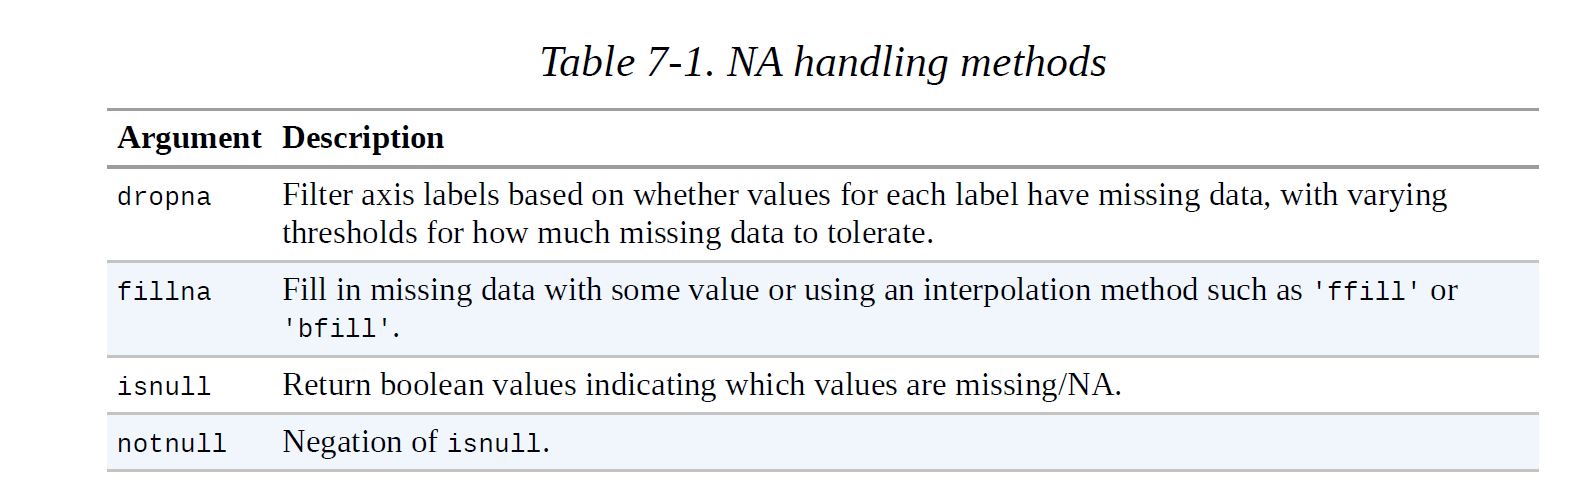 Table 7-1. NA handling methods
Argument Description
dropna Filter axis labels based on whether values for each label have missing data, with varying
thresholds for how much missing data to tolerate.
fillna Fill in missing data with some value or using an interpolation method such as 'ffill' or
'bfill'.
isnull Return boolean values indicating which values are missing/NA.
notnull Negation of isnull.